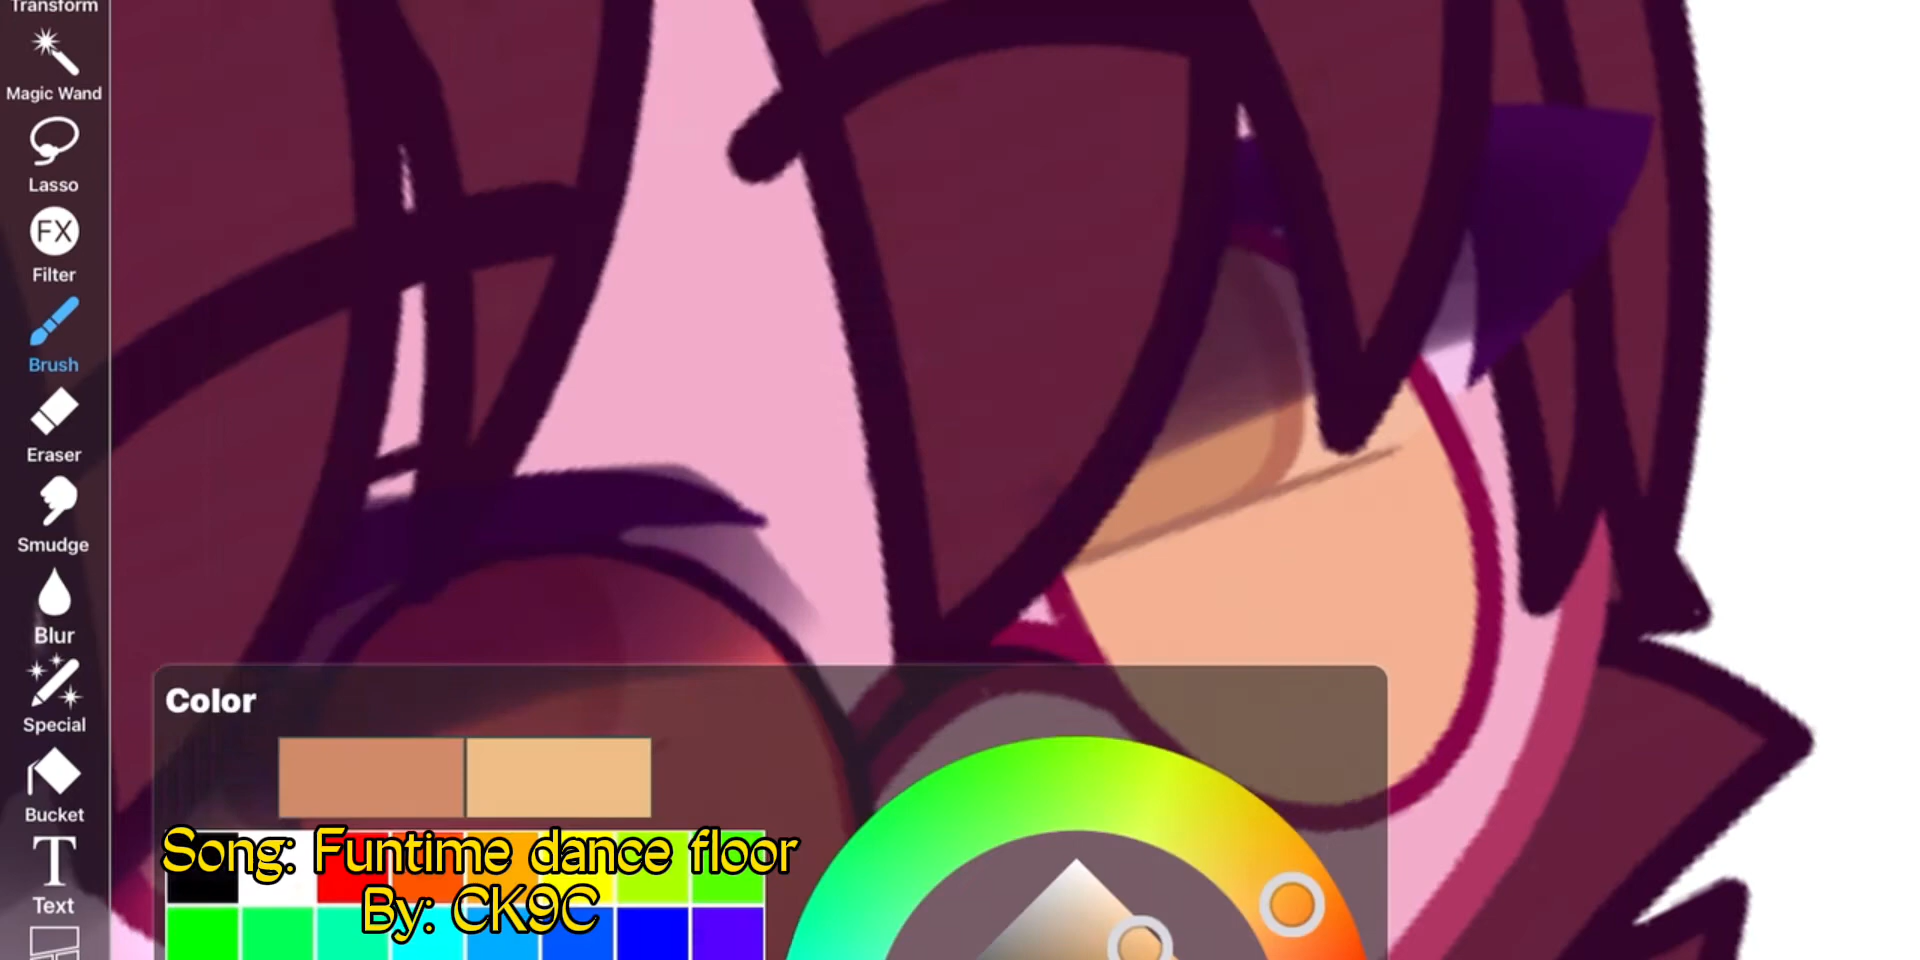 Transform
Magic Wand
Lasso
FX
Filter
Brush
Eraser
Smudge
Blur
Special
Bucket
T
Text
Color
Song: Funtime dance floor
By: CK9C